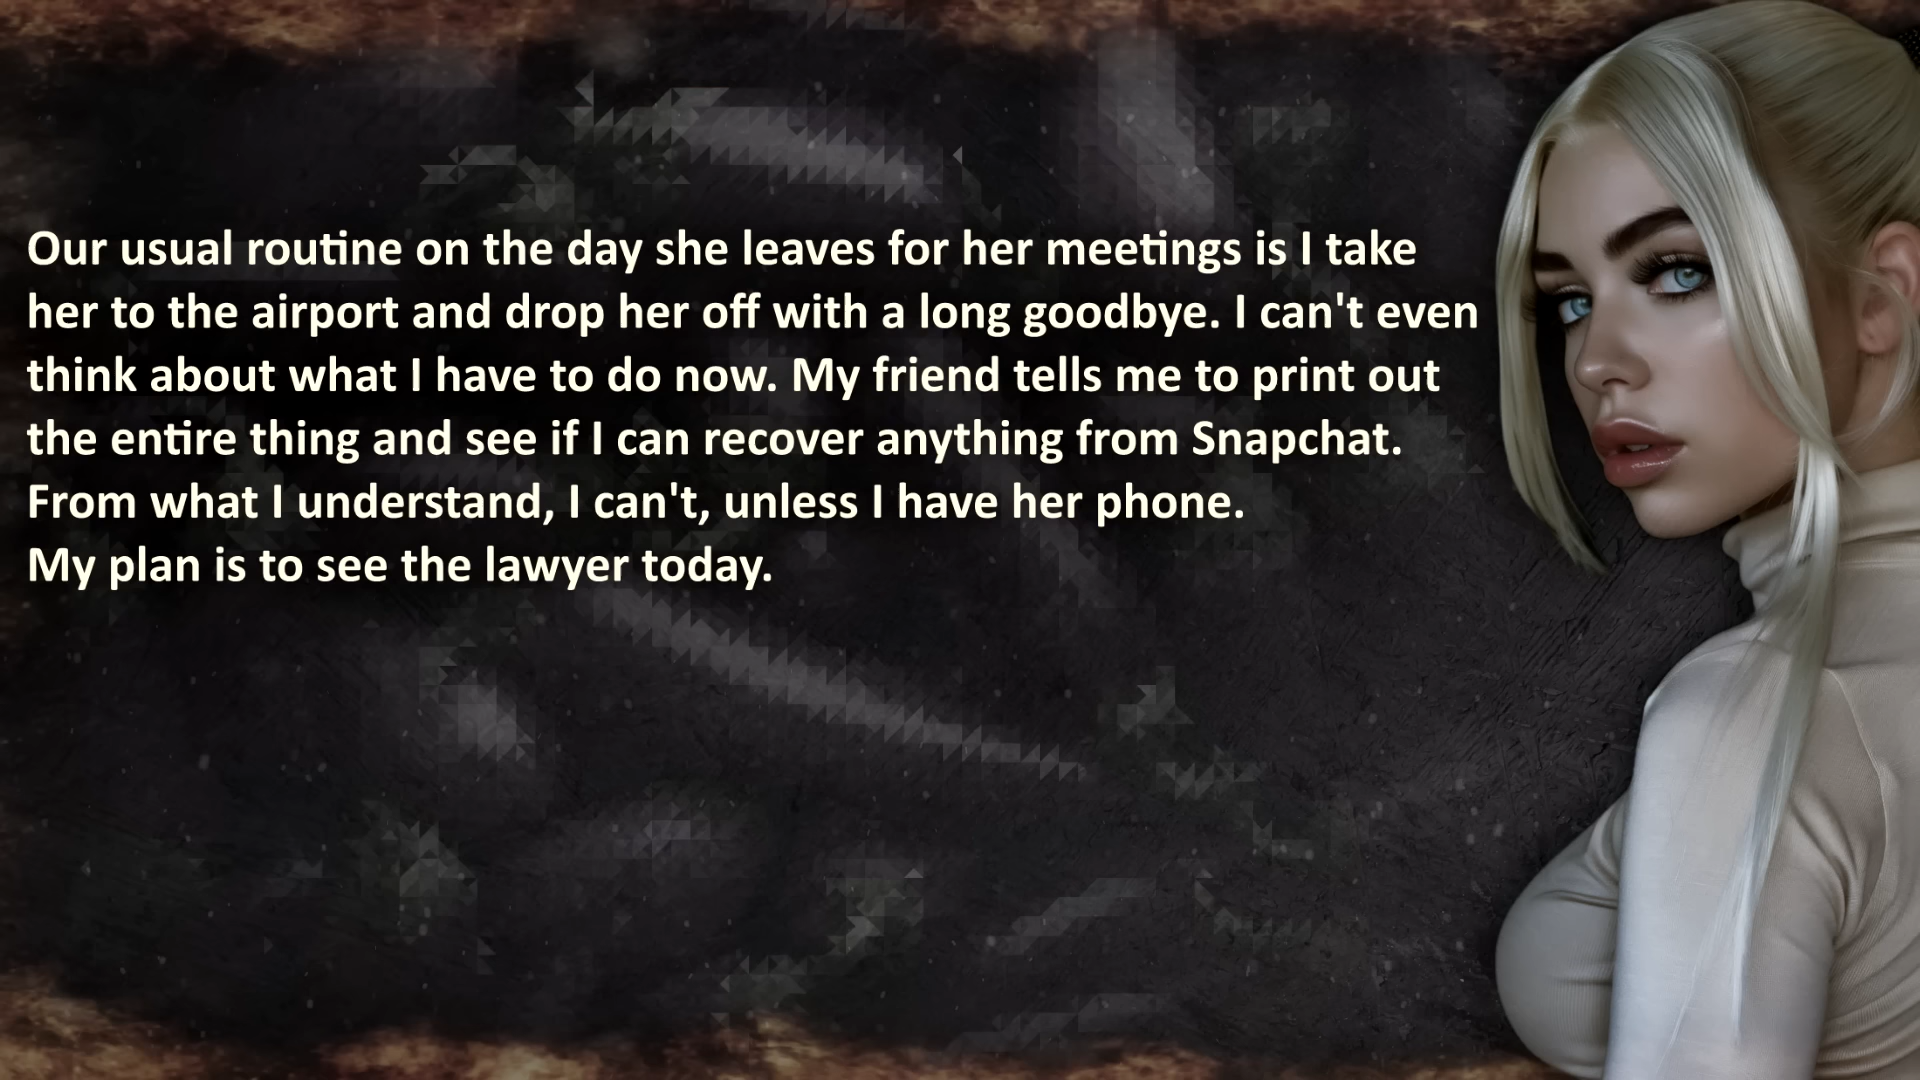 Our usual routine on the day she leaves for her meetings is I take
her to the airport and drop her off with a long goodbye. I can't even
think about what I have to do now. My friend tells me to print out
the entire thing and see if I can recover anything from Snapchat.
From what I understand, I can't, unless I have her phone.
My plan is to see the lawyer today.